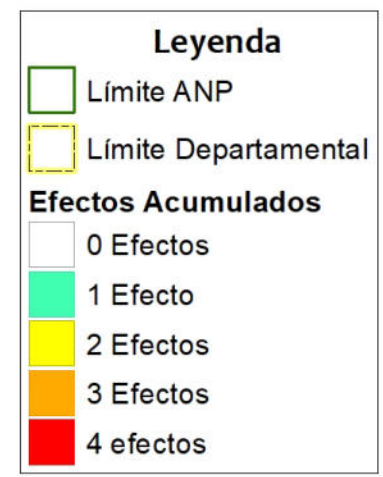 Leyenda
Límite ANP
Límite Departamental
Efectos Acumulados
0 Efectos
1 Efecto
2 Efectos
3 Efectos
4 efectos